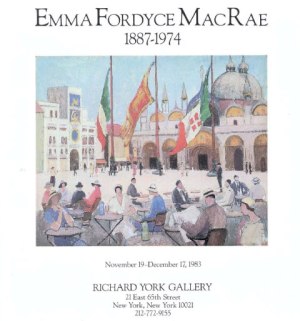 EMMA FORDYCE MACRAE
1887-1974
November 19-December 17, 1983
RICHARD YORK GALLERY
21 East 65th Street
New York, New York 10021
212-772-9155